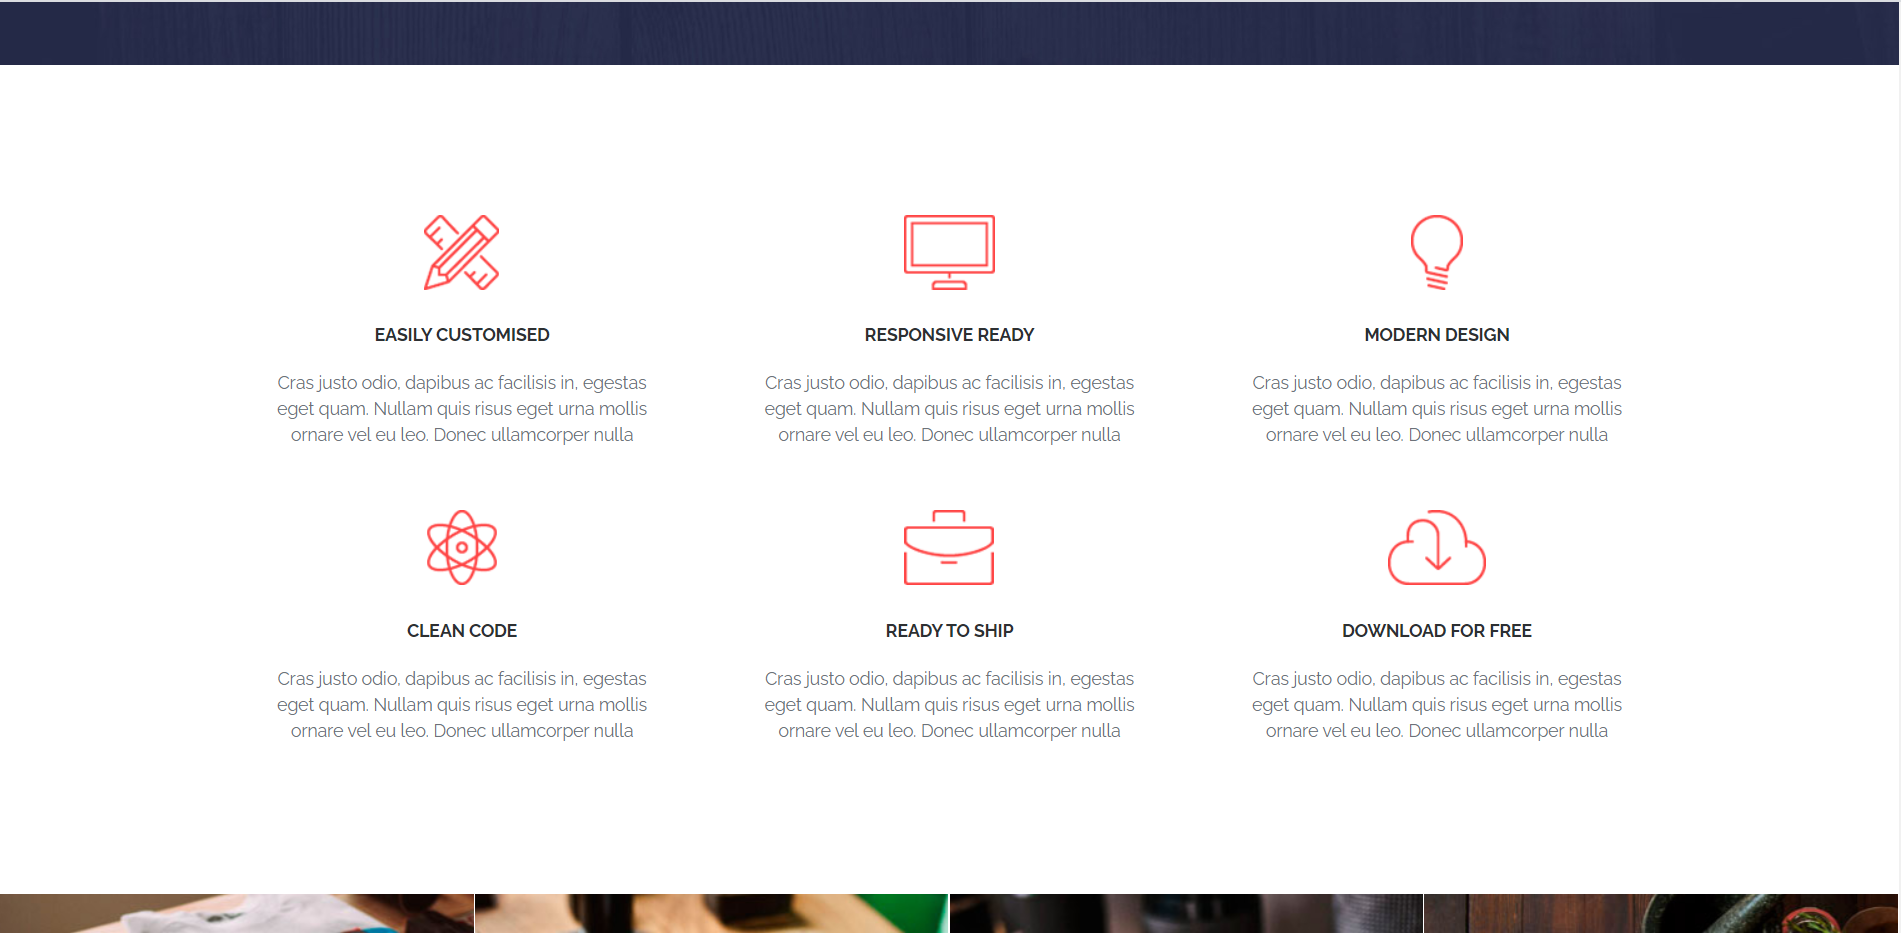 EASILY CUSTOMISED
Cras justo odio, dapibus ac facilisis in, egestas
eget quam. Nullam quis risus eget urna mollis
ornare vel eu leo. Donec ullamcorper nulla
RESPONSIVE READY
Cras justo odio, dapibus ac facilisis in, egestas
eget quam. Nullam quis risus eget urna mollis
ornare vel eu leo. Donec ullamcorper nulla
MODERN DESIGN
Cras justo odio, dapibus ac facilisis in, egestas
eget quam. Nullam quis risus eget urna mollis
ornare vel eu leo. Donec ullamcorper nulla
CLEAN CODE
Cras justo odio, dapibus ac facilisis in, egestas
eget quam. Nullam quis risus eget urna mollis
ornare vel eu leo. Donec ullamcorper nulla
READY TO SHIP
Cras justo odio, dapibus ac facilisis in, egestas
eget quam. Nullam quis risus eget urna mollis
ornare vel eu leo. Donec ullamcorper nulla
DOWNLOAD FOR FREE
Cras justo odio, dapibus ac facilisis in, egestas
eget quam. Nullam quis risus eget urna mollis
ornare vel eu leo. Donec ullamcorper nulla